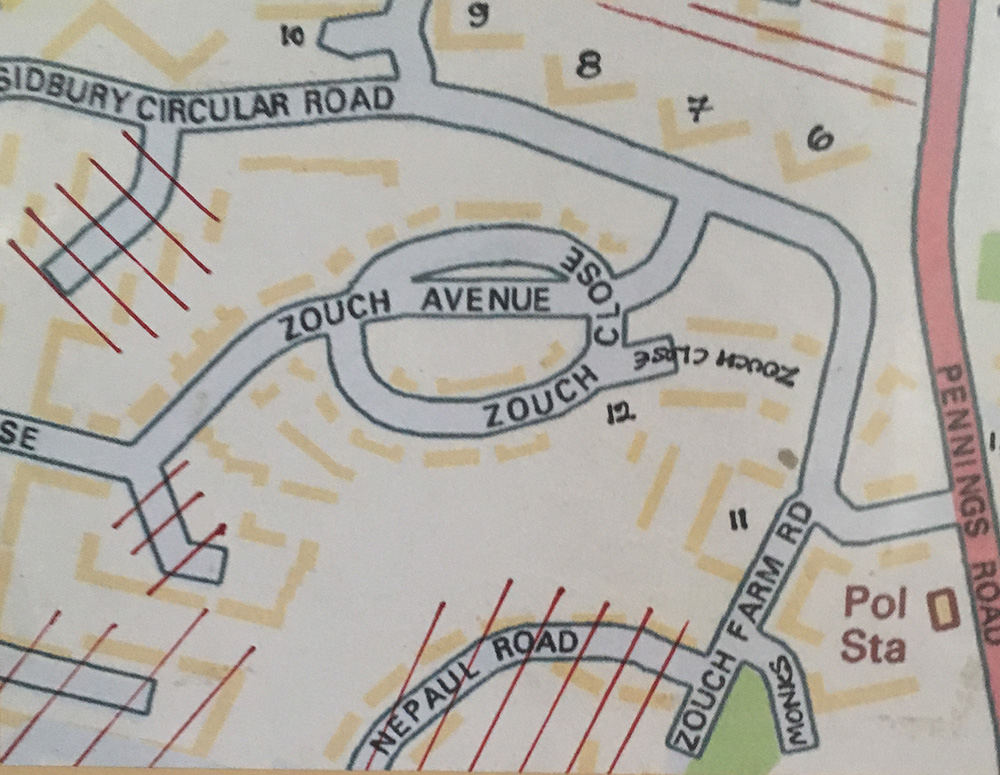 9
10
8
SIDBURY CIRCULAR ROAD
7
6
CLOSE
ZOUCH AVENUE
ZOUCH CLOSE
ZOUCH
12
SE
PENNINGS ROAD
11
ZOUCH FARM RD
Pol
Sta
NEPAUL ROAD
MONKS